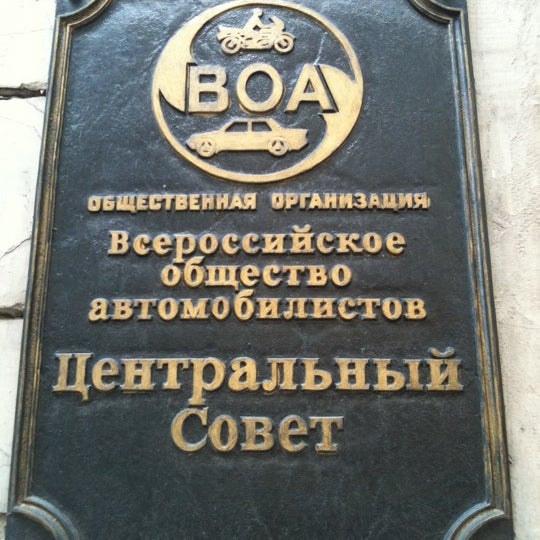 ВОА
ОБЩЕСТВЕННАЯ ОРГАНИЗАЦИЯ
Всероссийское
общество
автомобилистов
Центральный
Совет